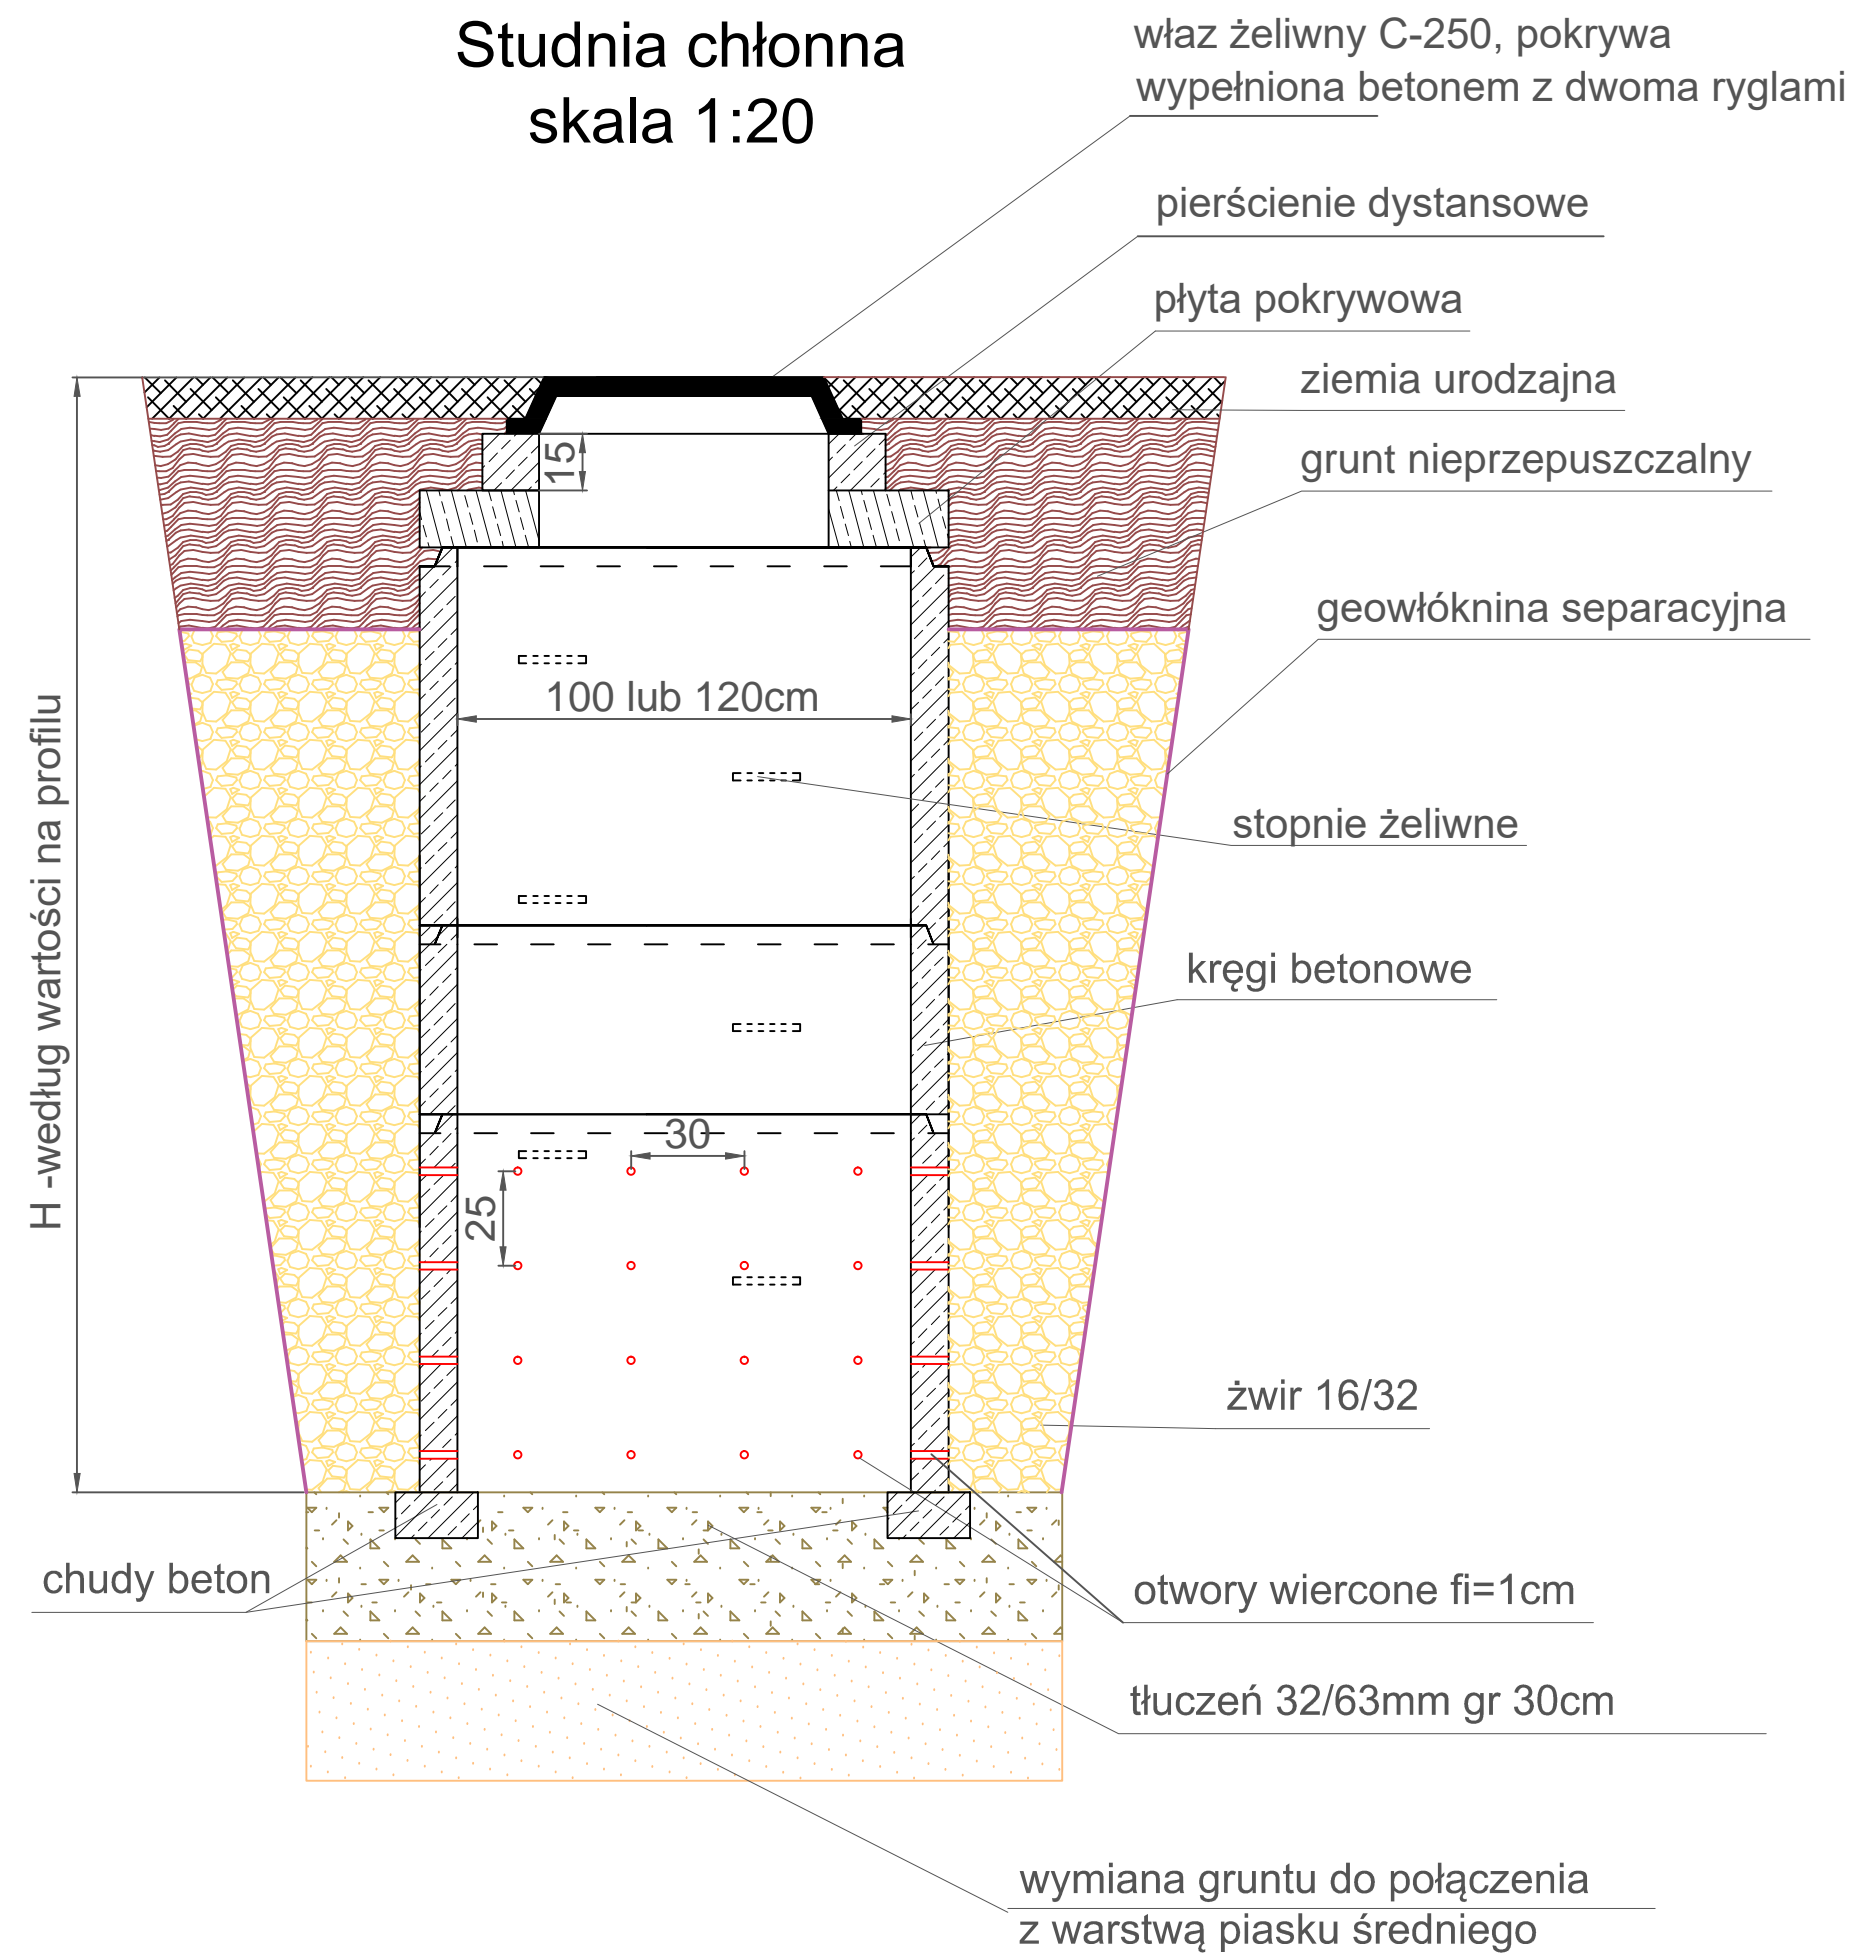 Studnia chłonna
skala 1:20
właz żeliwny C-250, pokrywa
wypełniona betonem z dwoma ryglami
pierścienie dystansowe
płyta pokrywowa
ziemia urodzajna
grunt nieprzepuszczalny
15
geowłóknina separacyjna
100 lub 120cm
H -według wartości na profilu
stopnie żeliwne
kręgi betonowe
30
25
żwir 16/32
chudy beton
otwory wiercone fi=1cm
tłuczeń 32/63mm gr 30cm
wymiana gruntu do połączenia
z warstwą piasku średniego